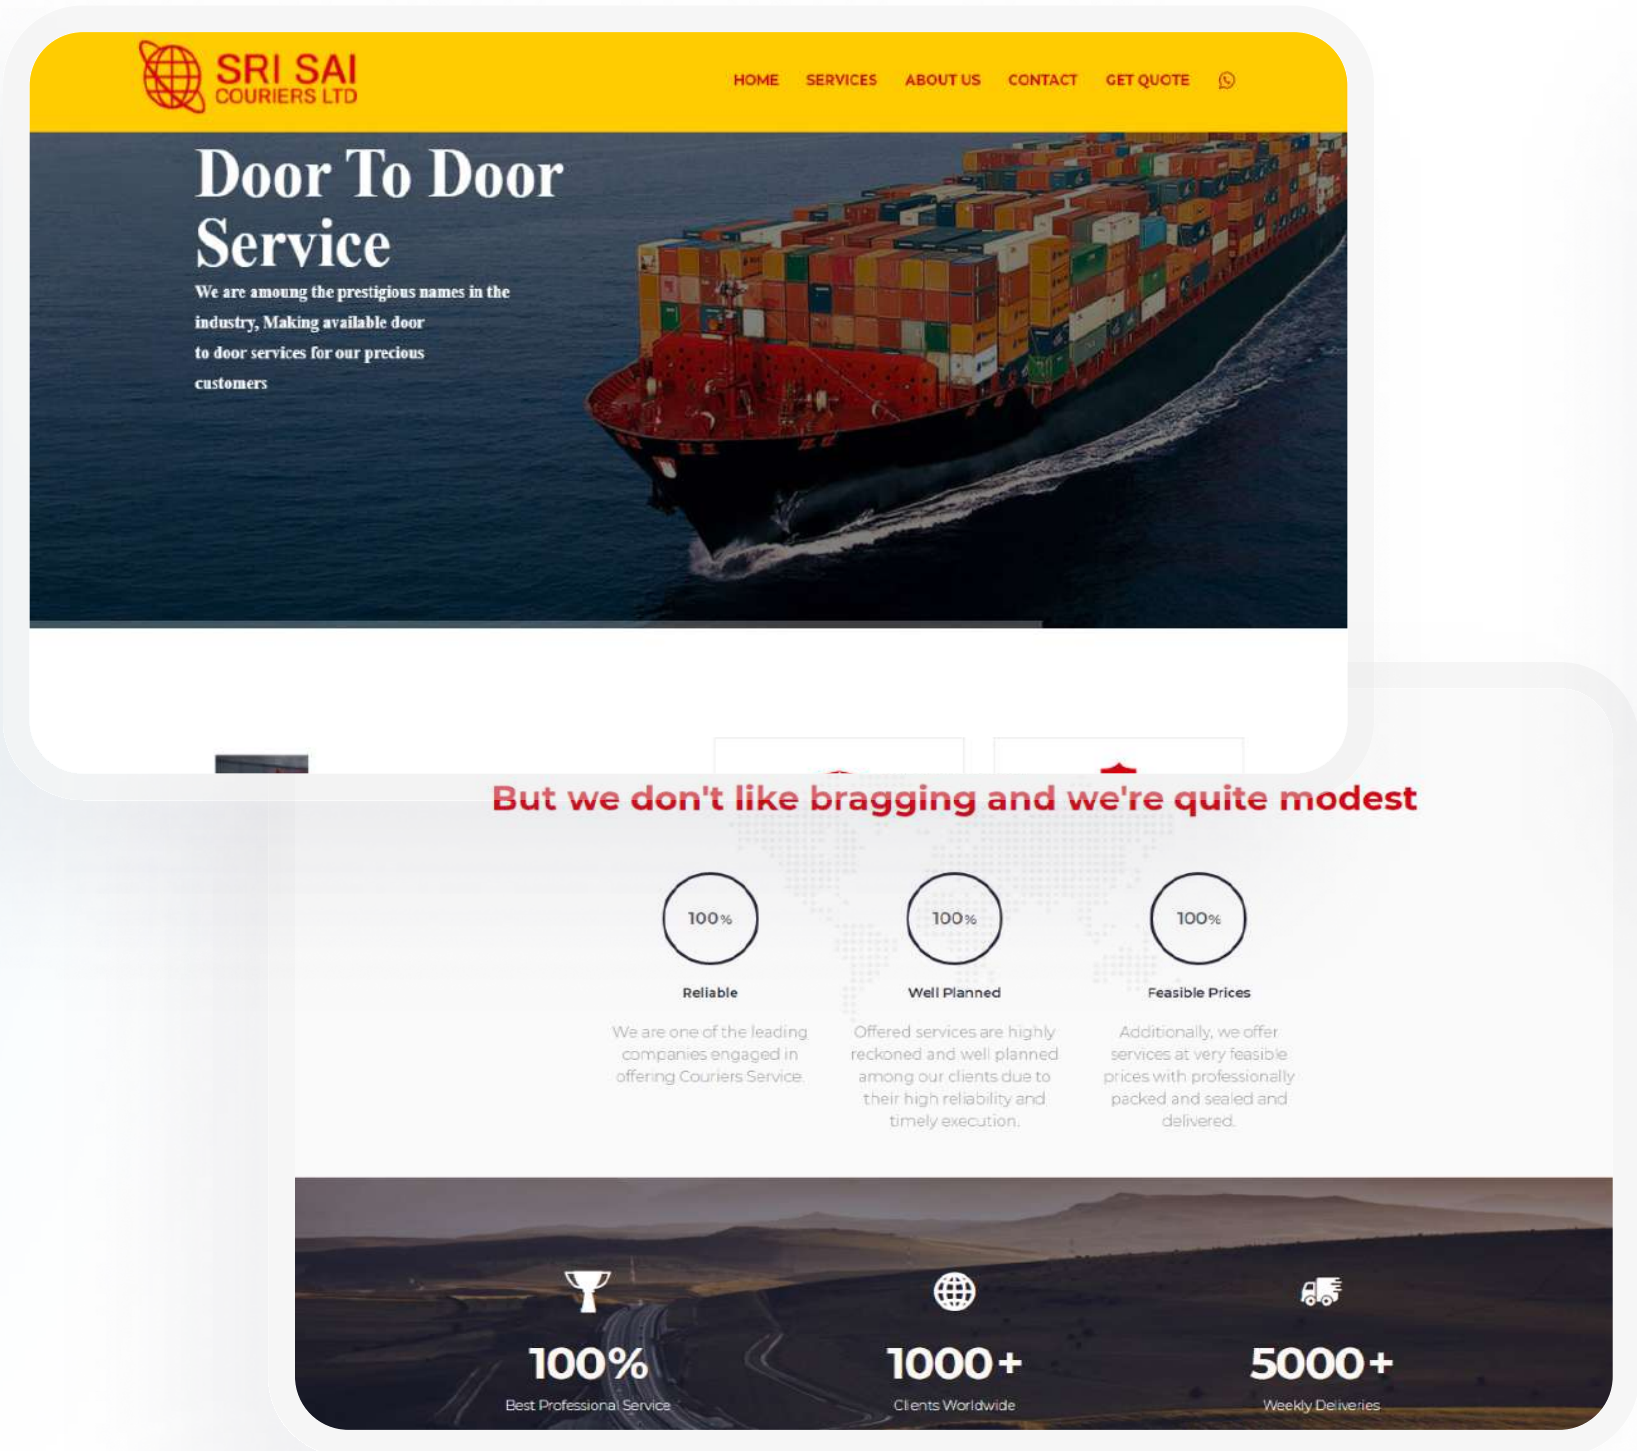 SRI SAI
COURIERS LTD
HOME SERVICES ABOUT US CONTACT GET QUOTE
Door To Door
Service
We are amoung the prestigious names in the
industry, Making available door
to door services for our precious
customers
But we don't like bragging and we're quite modest
100% 100% 100%
Reliable Well Planned Feasible Prices
We are one of the leading
companies engaged in
offering Couriers Service.
Offered services are highly
reckoned and well planned
among our clients due to
their high reliability and
timely execution.
Additionally, we offer
services at very feasible
prices with professionally
packed and sealed and
delivered.
100% 1000+ 5000+
Best Professional Service Clients Worldwide Weekly Deliveries